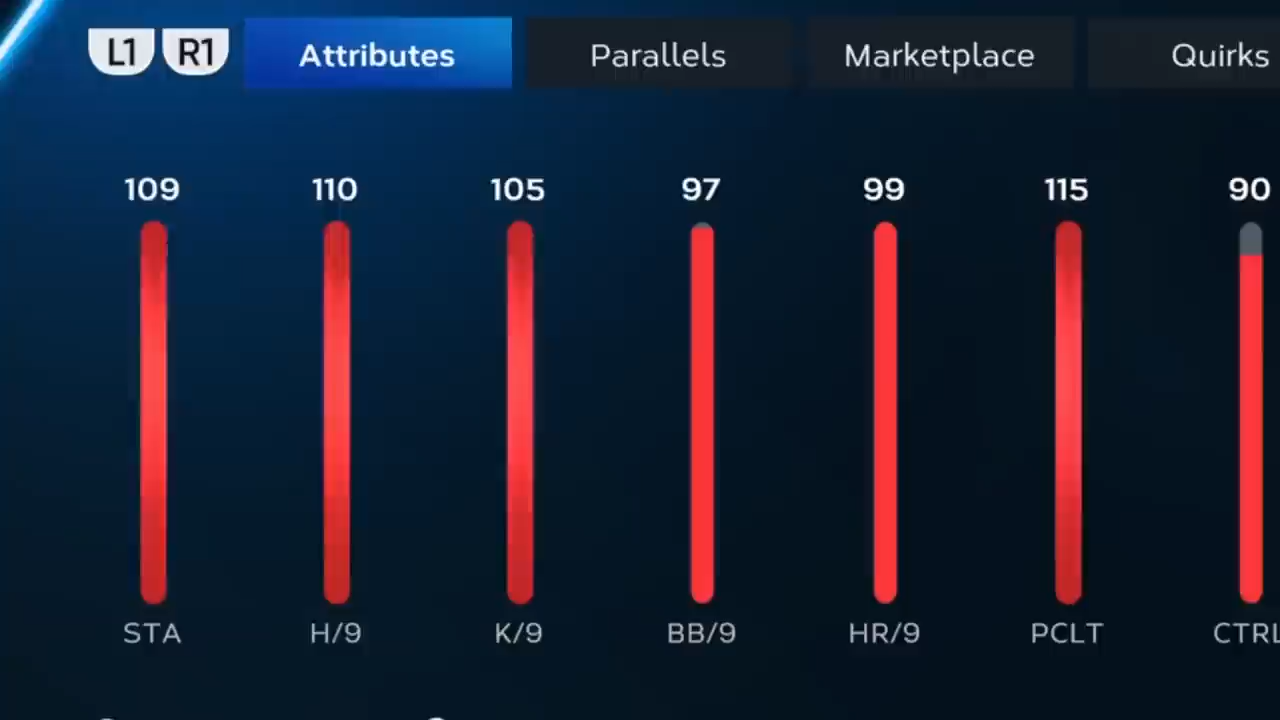 L1 R1 Attributes Parallels Marketplace Quirks
109 110 105 97 99 115 90
STA H/9 K/9 BB/9 HR/9 PCLT CTRL